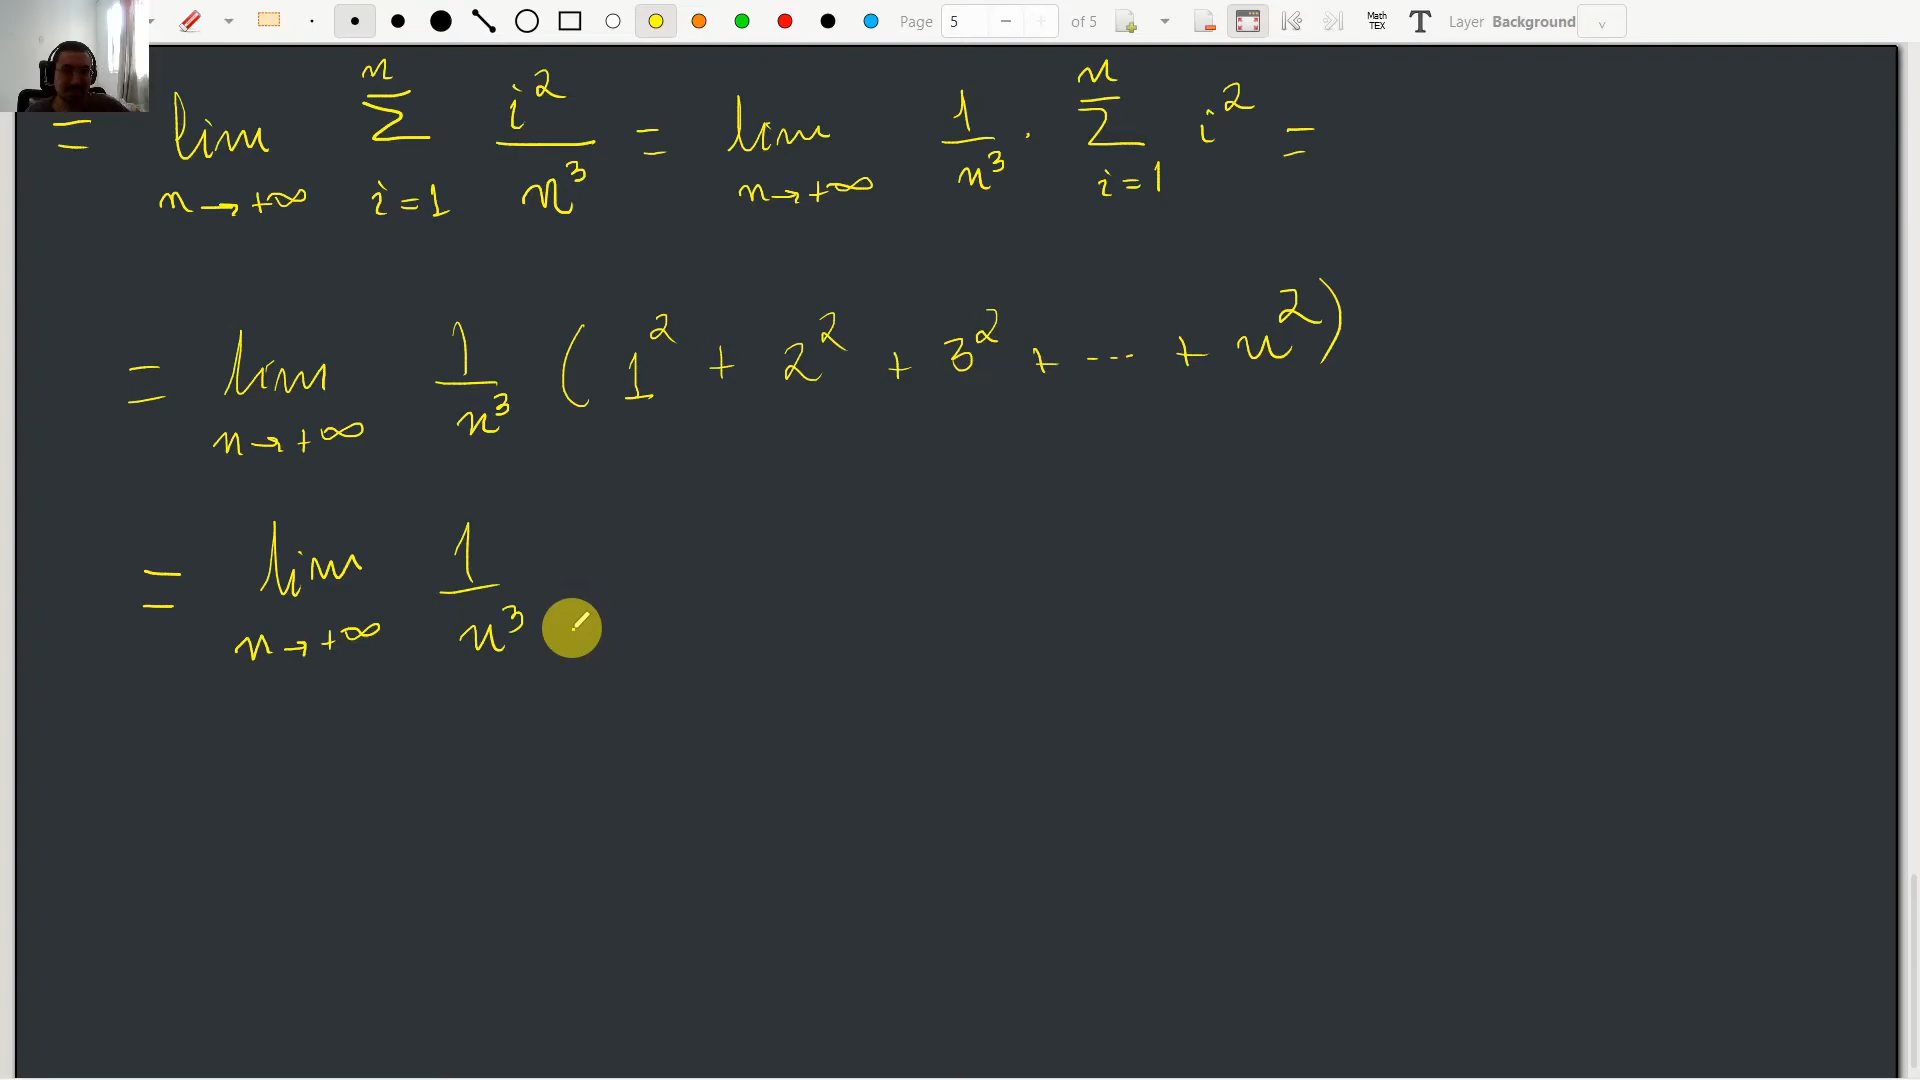 Page 5 of 5 Math TEX T Layer Background
= lim n→+∞ n Σ i=1 i² / n³ = lim n→+∞ 1/n³ · n Σ i=1 i² =
= lim n→+∞ 1/n³ ( 1² + 2² + 3² + ... + n² )
= lim n→+∞ 1/n³